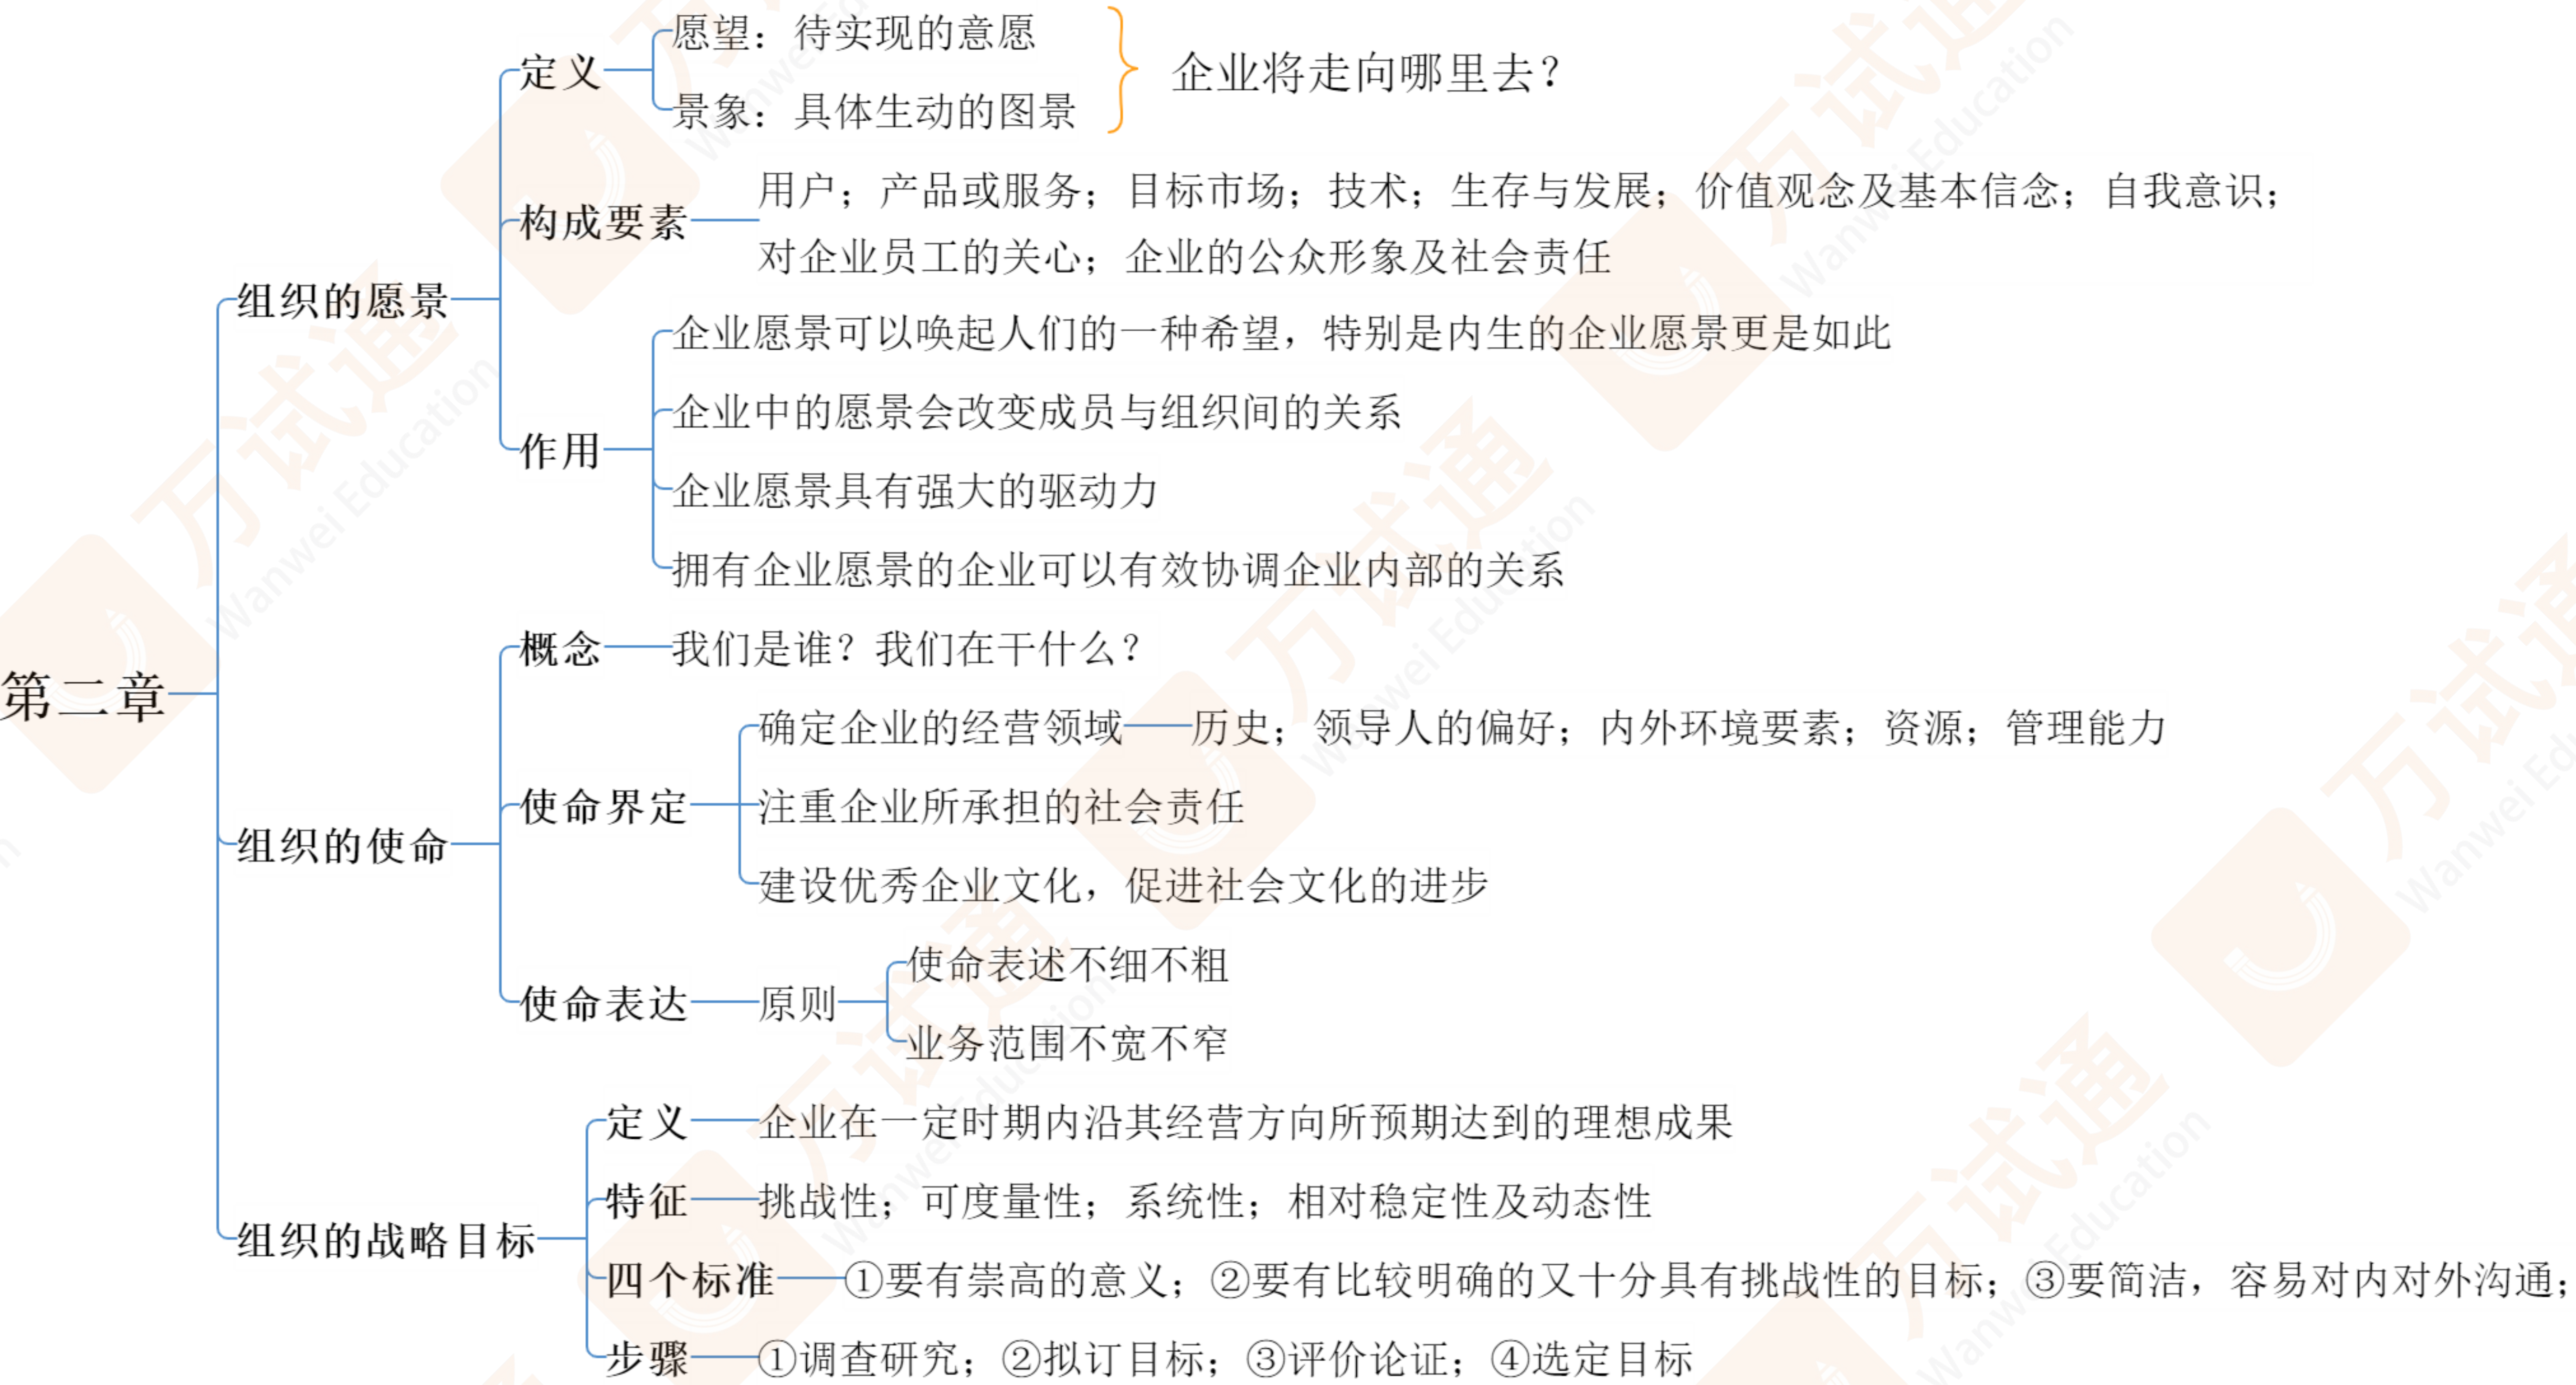 第二章
组织的愿景
定义
愿望：待实现的意愿
景象：具体生动的图景
企业将走向哪里去？
构成要素
用户；产品或服务；目标市场；技术；生存与发展；价值观念及基本信念；自我意识；
对企业员工的关心；企业的公众形象及社会责任
作用
企业愿景可以唤起人们的一种希望，特别是内生的企业愿景更是如此
企业中的愿景会改变成员与组织间的关系
企业愿景具有强大的驱动力
拥有企业愿景的企业可以有效协调企业内部的关系
组织的使命
概念
我们是谁？我们在干什么？
使命界定
确定企业的经营领域
历史；领导人的偏好；内外环境要素；资源；管理能力
注重企业所承担的社会责任
建设优秀企业文化，促进社会文化的进步
使命表达
原则
使命表述不细不粗
业务范围不宽不窄
组织的战略目标
定义
企业在一定时期内沿其经营方向所预期达到的理想成果
特征
挑战性；可度量性；系统性；相对稳定性及动态性
四个标准
①要有崇高的意义；②要有比较明确的又十分具有挑战性的目标；③要简洁，容易对内对外沟通；
步骤
①调查研究；②拟订目标；③评价论证；④选定目标
万试通
Wanwei Education